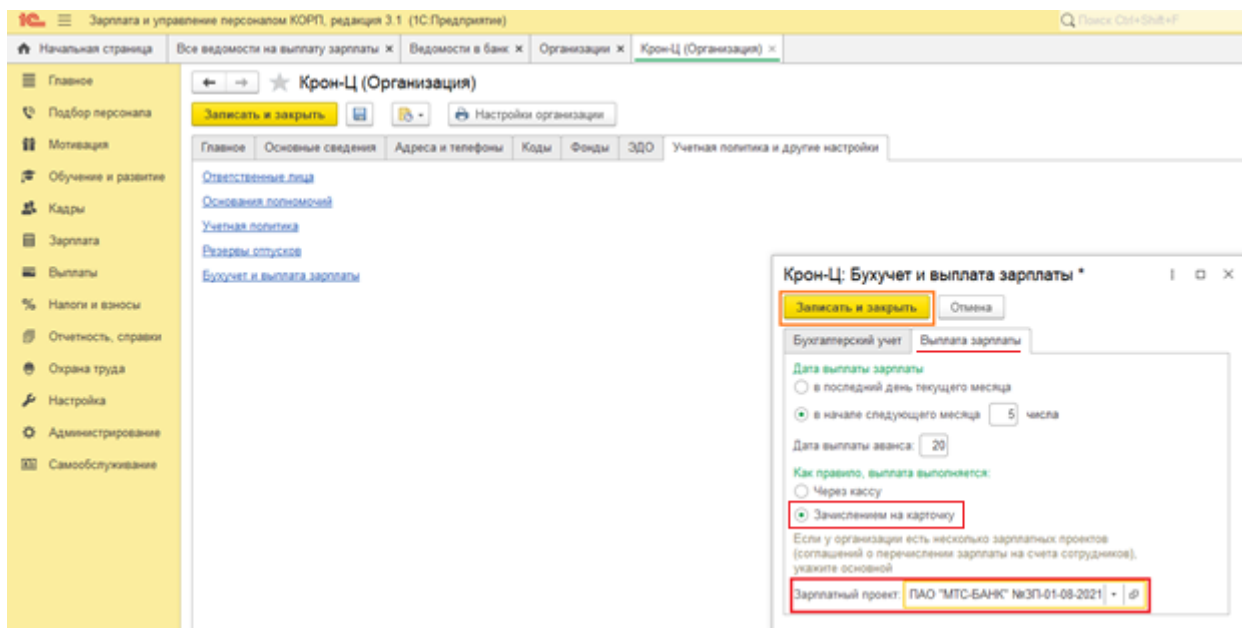 1С Зарплата и управление персоналом КОРП, редакция 3.1 (1С:Предприятие) Поиск Ctrl+Shift+F
Начальная страница Все ведомости на выплату зарплаты × Ведомости в банк × Организации × Крон-Ц (Организация) ×
Главное
Подбор персонала
Мотивация
Обучение и развитие
Кадры
Зарплата
Выплаты
Налоги и взносы
Отчетность, справки
Охрана труда
Настройка
Администрирование
Самообслуживание
Крон-Ц (Организация)
Записать и закрыть Настройки организации
Главное Основные сведения Адреса и телефоны Коды Фонды ЭДО Учетная политика и другие настройки
Ответственные лица
Основания полномочий
Учетная политика
Резервы отпусков
Бухучет и выплата зарплаты
Крон-Ц: Бухучет и выплата зарплаты *
Записать и закрыть Отмена
Бухгалтерский учет Выплата зарплаты
Дата выплаты зарплаты
в последний день текущего месяца
в начале следующего месяца 5 числа
Дата выплаты аванса: 20
Как правило, выплата выполняется:
Через кассу
Зачислением на карточку
Если у организации есть несколько зарплатных проектов
(соглашений о перечислении зарплаты на счета сотрудников),
укажите основной
Зарплатный проект: ПАО "МТС-БАНК" №ЗП-01-08-2021